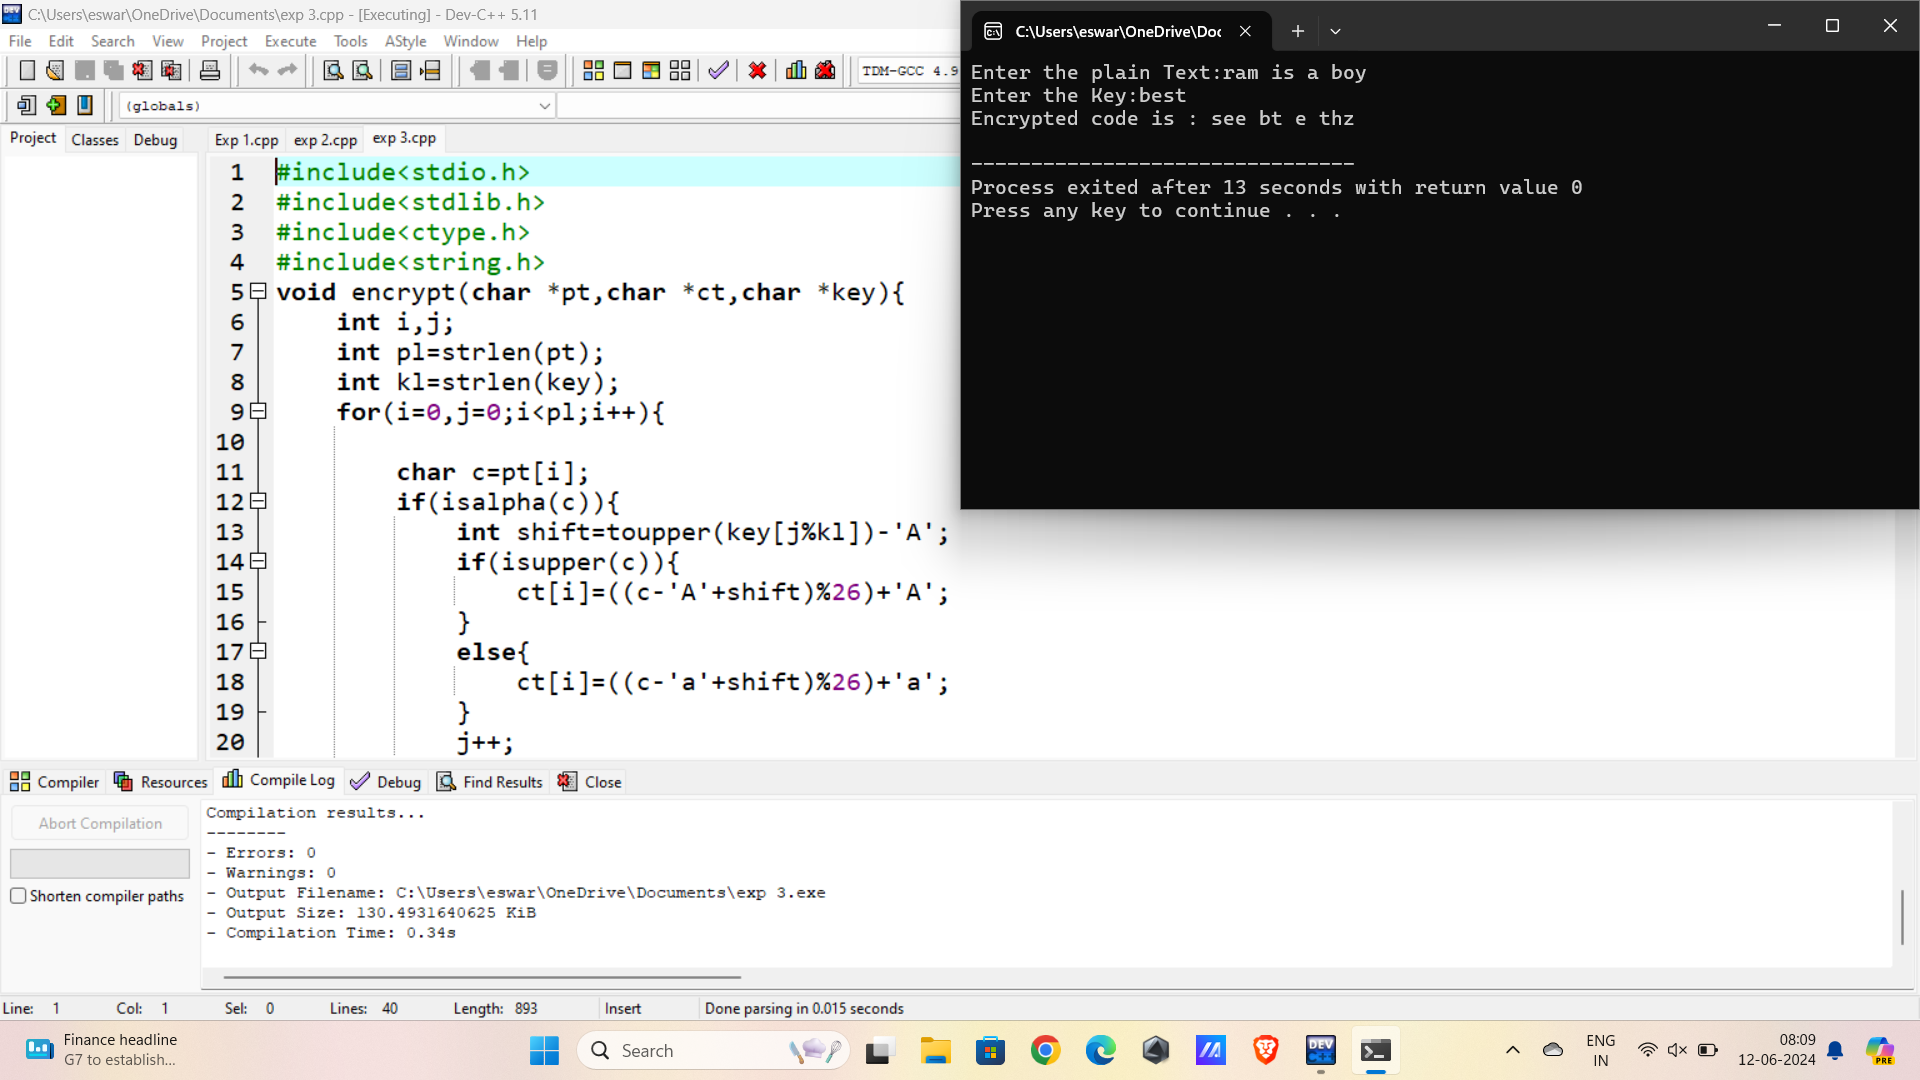 C:\Users\eswar\OneDrive\Documents\exp 3.cpp - [Executing] - Dev-C++ 5.11
File Edit Search View Project Execute Tools AStyle Window Help
TDM-GCC 4.9
(globals)
Project Classes Debug
Exp 1.cpp exp 2.cpp exp 3.cpp
1 #include<stdio.h>
2 #include<stdlib.h>
3 #include<ctype.h>
4 #include<string.h>
5 void encrypt(char *pt,char *ct,char *key){
6 int i,j;
7 int pl=strlen(pt);
8 int kl=strlen(key);
9 for(i=0,j=0;i<pl;i++){
10
11 char c=pt[i];
12 if(isalpha(c)){
13 int shift=toupper(key[j%kl])-'A';
14 if(isupper(c)){
15 ct[i]=((c-'A'+shift)%26)+'A';
16 }
17 else{
18 ct[i]=((c-'a'+shift)%26)+'a';
19 }
20 j++;
C:\Users\eswar\OneDrive\Doc
Enter the plain Text:ram is a boy
Enter the Key:best
Encrypted code is : see bt e thz
--------------------------------
Process exited after 13 seconds with return value 0
Press any key to continue . . .
Compiler Resources Compile Log Debug Find Results Close
Abort Compilation
Shorten compiler paths
Compilation results...
--------
- Errors: 0
- Warnings: 0
- Output Filename: C:\Users\eswar\OneDrive\Documents\exp 3.exe
- Output Size: 130.4931640625 KiB
- Compilation Time: 0.34s
Line: 1 Col: 1 Sel: 0 Lines: 40 Length: 893 Insert Done parsing in 0.015 seconds
Finance headline
G7 to establish...
Search
DEV
C++
ENG
IN
08:09
12-06-2024
PRE